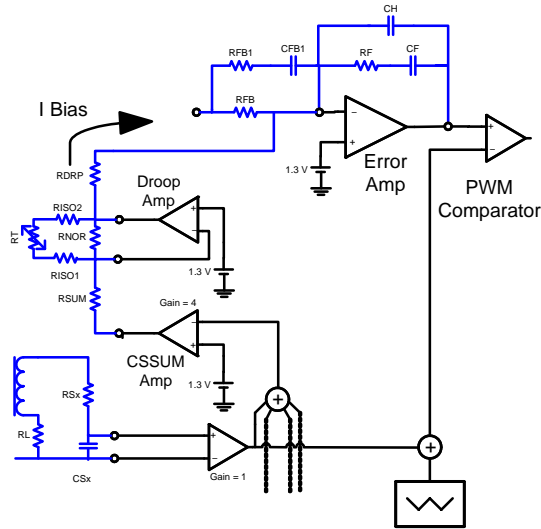 CH
RFB1
CFB1
RF
CF
I Bias
RFB
1.3 V
Error
Amp
PWM
Comparator
RDRP
Droop
Amp
RISO2
RT
RNOR
RISO1
1.3 V
RSUM
Gain = 4
CSSUM
Amp
1.3 V
RSx
RL
CSx
Gain = 1